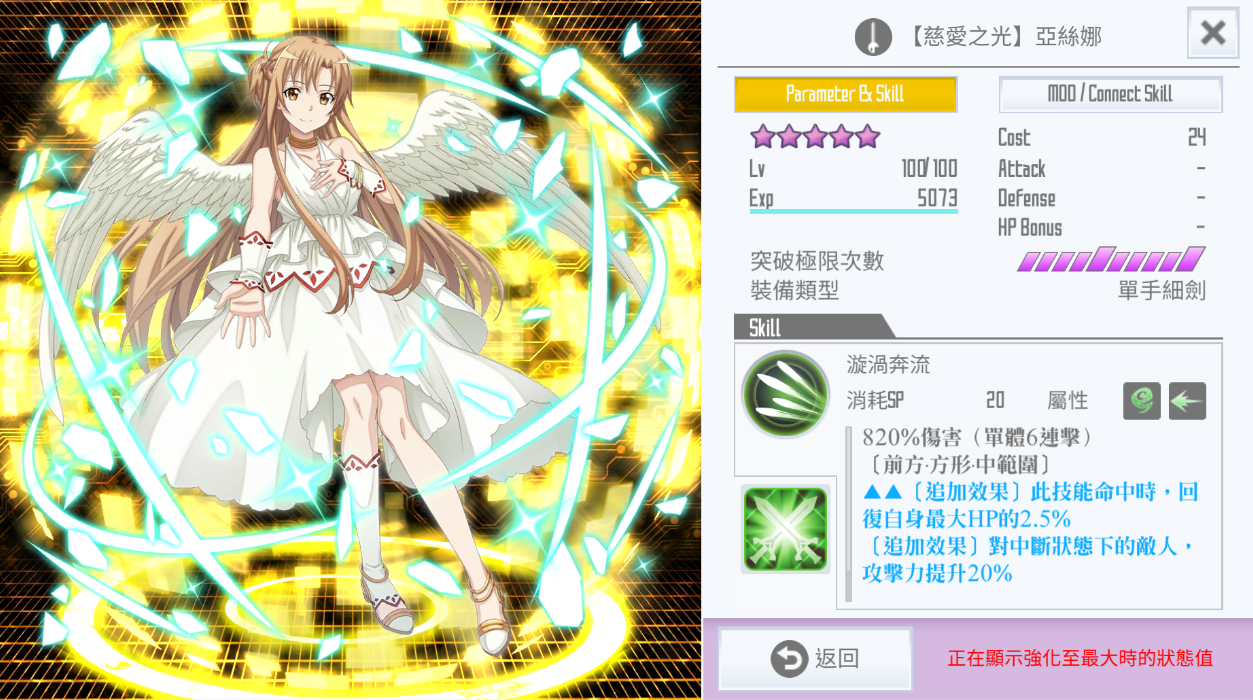 【慈愛之光】亞絲娜
Parameter & Skill
MOD / Connect Skill
Cost 24
Lv 100/100
Attack -
Exp 5073
Defense -
HP Bonus -
突破極限次數
裝備類型 單手細劍
Skill
漩渦奔流
消耗SP 20 屬性
820%傷害（單體6連擊）
〔前方·方形·中範圍〕
▲▲〔追加效果〕此技能命中時，回
復自身最大HP的2.5%
〔追加效果〕對中斷狀態下的敵人，
攻擊力提升20%
返回
正在顯示強化至最大時的狀態值